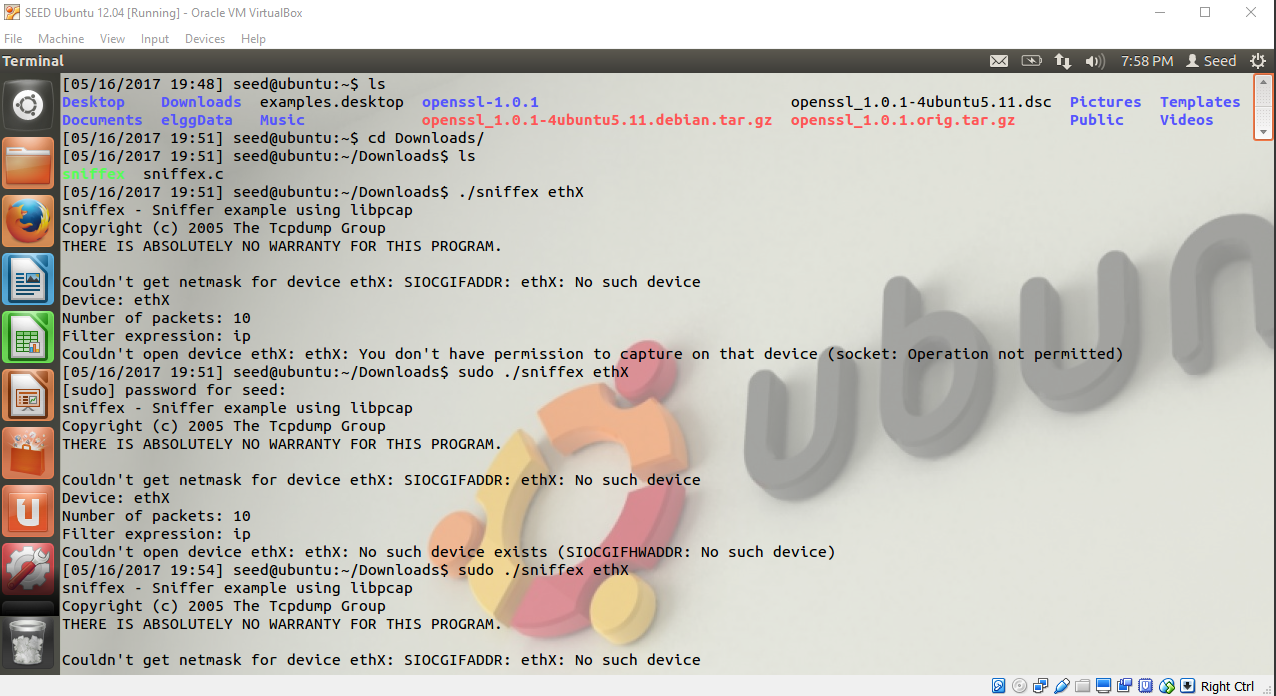 SEED Ubuntu 12.04 [Running] - Oracle VM VirtualBox
File Machine View Input Devices Help
Terminal 7:58 PM Seed
[05/16/2017 19:48] seed@ubuntu:~$ ls
Desktop Downloads examples.desktop openssl-1.0.1 openssl_1.0.1-4ubuntu5.11.dsc Pictures Templates
Documents elggData Music openssl_1.0.1-4ubuntu5.11.debian.tar.gz openssl_1.0.1.orig.tar.gz Public Videos
[05/16/2017 19:51] seed@ubuntu:~$ cd Downloads/
[05/16/2017 19:51] seed@ubuntu:~/Downloads$ ls
sniffex sniffex.c
[05/16/2017 19:51] seed@ubuntu:~/Downloads$ ./sniffex ethX
sniffex - Sniffer example using libpcap
Copyright (c) 2005 The Tcpdump Group
THERE IS ABSOLUTELY NO WARRANTY FOR THIS PROGRAM.
Couldn't get netmask for device ethX: SIOCGIFADDR: ethX: No such device
Device: ethX
Number of packets: 10
Filter expression: ip
Couldn't open device ethX: ethX: You don't have permission to capture on that device (socket: Operation not permitted)
[05/16/2017 19:51] seed@ubuntu:~/Downloads$ sudo ./sniffex ethX
[sudo] password for seed:
sniffex - Sniffer example using libpcap
Copyright (c) 2005 The Tcpdump Group
THERE IS ABSOLUTELY NO WARRANTY FOR THIS PROGRAM.
Couldn't get netmask for device ethX: SIOCGIFADDR: ethX: No such device
Device: ethX
Number of packets: 10
Filter expression: ip
Couldn't open device ethX: ethX: No such device exists (SIOCGIFHWADDR: No such device)
[05/16/2017 19:54] seed@ubuntu:~/Downloads$ sudo ./sniffex ethX
sniffex - Sniffer example using libpcap
Copyright (c) 2005 The Tcpdump Group
THERE IS ABSOLUTELY NO WARRANTY FOR THIS PROGRAM.
Couldn't get netmask for device ethX: SIOCGIFADDR: ethX: No such device
ubun
Right Ctrl